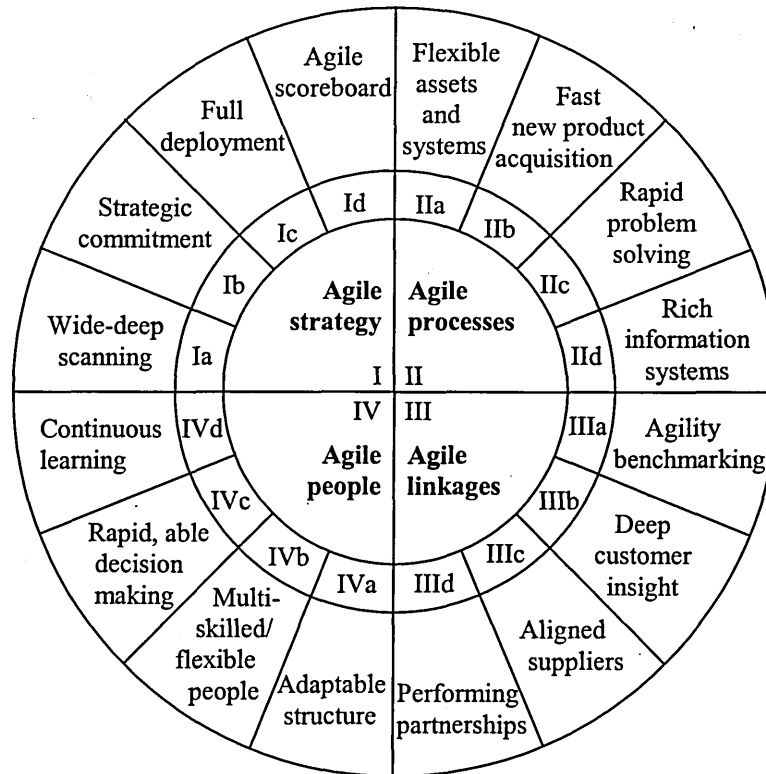 Agile
scoreboard
Flexible
assets
and
systems
Fast
new product
acquisition
Rapid
problem
solving
Rich
information
systems
Agility
benchmarking
Deep
customer
insight
Aligned
suppliers
Performing
partnerships
Adaptable
structure
Multi-
skilled/
flexible
people
Rapid, able
decision
making
Continuous
learning
Wide-deep
scanning
Strategic
commitment
Full
deployment
Ia
Ib
Ic
Id
IIa
IIb
IIc
IId
IIIa
IIIb
IIIc
IIId
IVa
IVb
IVc
IVd
Agile
strategy
I
Agile
processes
II
III
Agile
linkages
IV
Agile
people